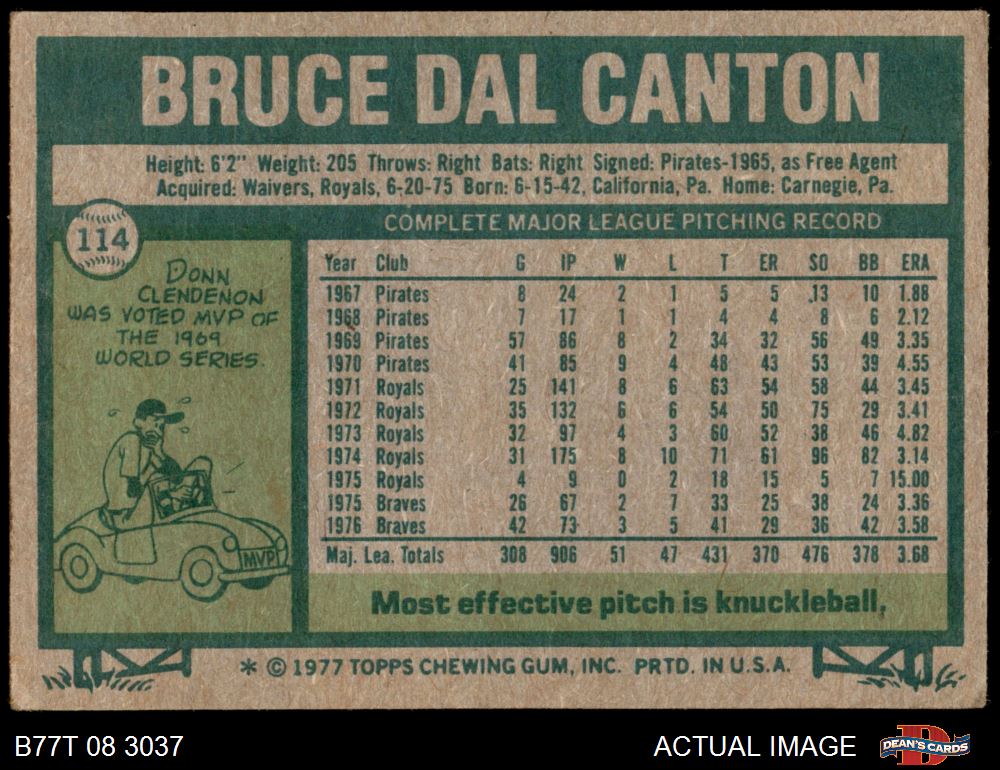 BRUCE DAL CANTON
Height: 6'2" Weight: 205 Throws: Right Bats: Right Signed: Pirates-1965, as Free Agent
Acquired: Waivers, Royals, 6-20-75 Born: 6-15-42, California, Pa. Home: Carnegie, Pa.
114
DONN
CLENDENON
WAS VOTED MVP OF
THE 1969
WORLD SERIES.
MVP
COMPLETE MAJOR LEAGUE PITCHING RECORD
Year Club G IP W L T ER SO BB ERA
1967 Pirates 8 24 2 1 5 5 13 10 1.88
1968 Pirates 7 17 1 1 4 4 8 6 2.12
1969 Pirates 57 86 8 2 34 32 56 49 3.35
1970 Pirates 41 85 9 4 48 43 53 39 4.55
1971 Royals 25 141 8 6 63 54 58 44 3.45
1972 Royals 35 132 6 6 54 50 75 29 3.41
1973 Royals 32 97 4 3 60 52 38 46 4.82
1974 Royals 31 175 8 10 71 61 96 82 3.14
1975 Royals 4 9 0 2 18 15 5 7 15.00
1975 Braves 26 67 2 7 33 25 38 24 3.36
1976 Braves 42 73 3 5 41 29 36 42 3.58
Maj. Lea. Totals 308 906 51 47 431 370 476 378 3.68
Most effective pitch is knuckleball.
* © 1977 TOPPS CHEWING GUM, INC. PRTD. IN U.S.A.
B77T 08 3037
ACTUAL IMAGE
D
DEAN'S CARDS